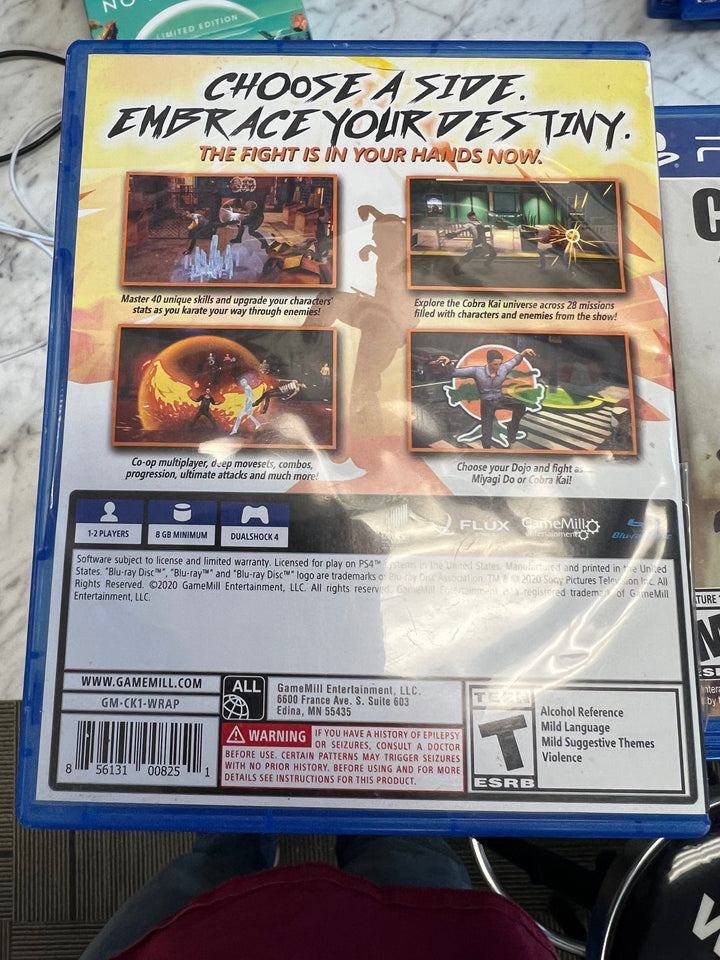 NO
LIMITED EDITION
CHOOSE A SIDE.
EMBRACE YOUR DESTINY.
THE FIGHT IS IN YOUR HANDS NOW.
Master 40 unique skills and upgrade your characters'
stats as you karate your way through enemies!
Explore the Cobra Kai universe across 28 missions
filled with characters and enemies from the show!
Co-op multiplayer, deep movesets, combos,
progression, ultimate attacks and much more!
Choose your Dojo and fight as
Miyagi Do or Cobra Kai!
1-2 PLAYERS
8 GB MINIMUM
DUALSHOCK 4
FLUX
GameMill
entertainment
Blu-ray Disc
Software subject to license and limited warranty. Licensed for play on PS4™ systems in the United States. Manufactured and printed in the United
States. "Blu-ray Disc™", "Blu-ray™" and "Blu-ray Disc™" logo are trademarks of Blu-ray Disc Association. TM & © 2020 Sony Pictures Television Inc. All
Rights Reserved. ©2020 GameMill Entertainment, LLC. All rights reserved. GameMill Entertainment is a registered trademark of GameMill
Entertainment, LLC.
WWW.GAMEMILL.COM
GM-CK1-WRAP
8 56131 00825 1
ALL
GameMill Entertainment, LLC.
6600 France Ave. S. Suite 603
Edina, MN 55435
WARNING IF YOU HAVE A HISTORY OF EPILEPSY
OR SEIZURES, CONSULT A DOCTOR
BEFORE USE. CERTAIN PATTERNS MAY TRIGGER SEIZURES
WITH NO PRIOR HISTORY. BEFORE USING AND FOR MORE
DETAILS SEE INSTRUCTIONS FOR THIS PRODUCT.
TEEN
T
ESRB
Alcohol Reference
Mild Language
Mild Suggestive Themes
Violence